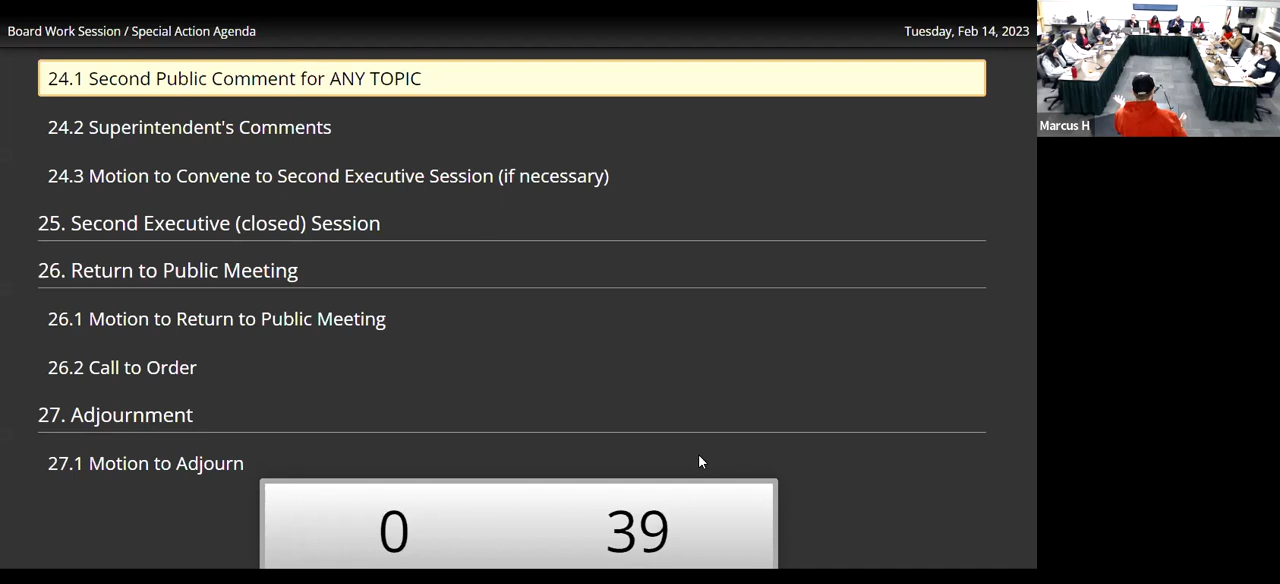 Board Work Session / Special Action Agenda
Tuesday, Feb 14, 2023
24.1 Second Public Comment for ANY TOPIC
24.2 Superintendent's Comments
24.3 Motion to Convene to Second Executive Session (if necessary)
25. Second Executive (closed) Session
26. Return to Public Meeting
26.1 Motion to Return to Public Meeting
26.2 Call to Order
27. Adjournment
27.1 Motion to Adjourn
0 39
Marcus H